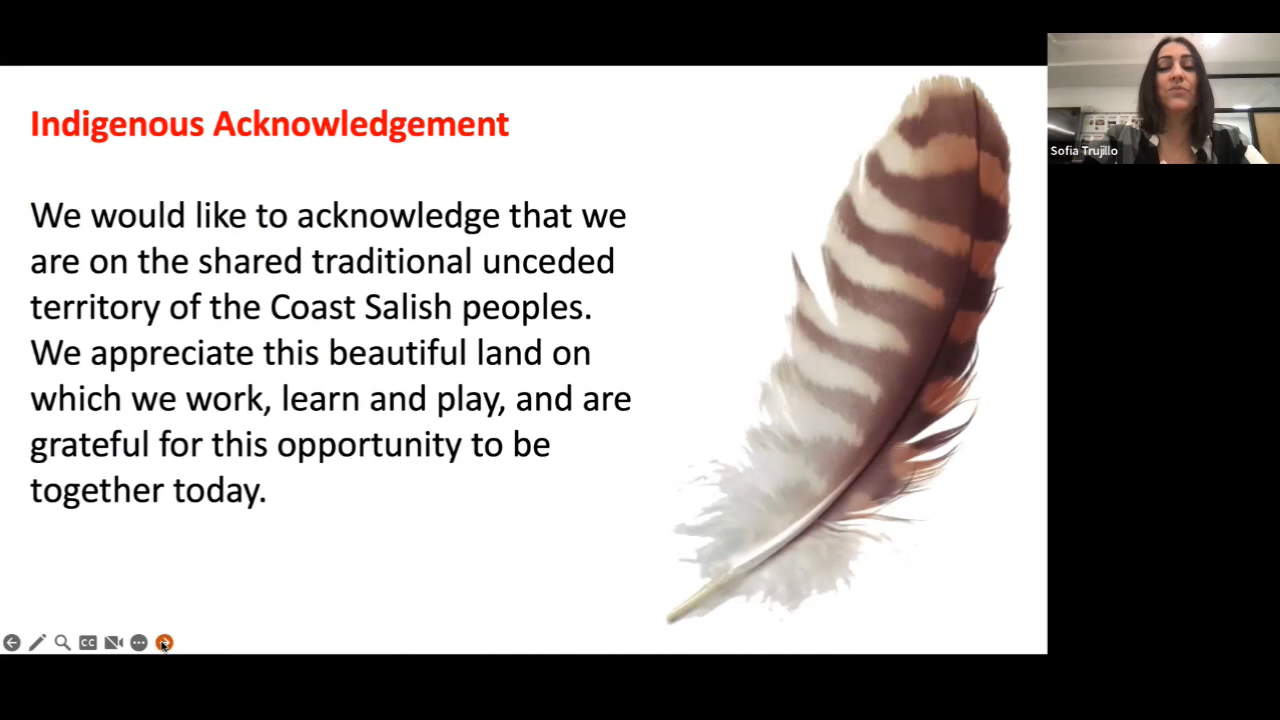 Indigenous Acknowledgement
We would like to acknowledge that we
are on the shared traditional unceded
territory of the Coast Salish peoples.
We appreciate this beautiful land on
which we work, learn and play, and are
grateful for this opportunity to be
together today.
Sofia Trujillo
CC